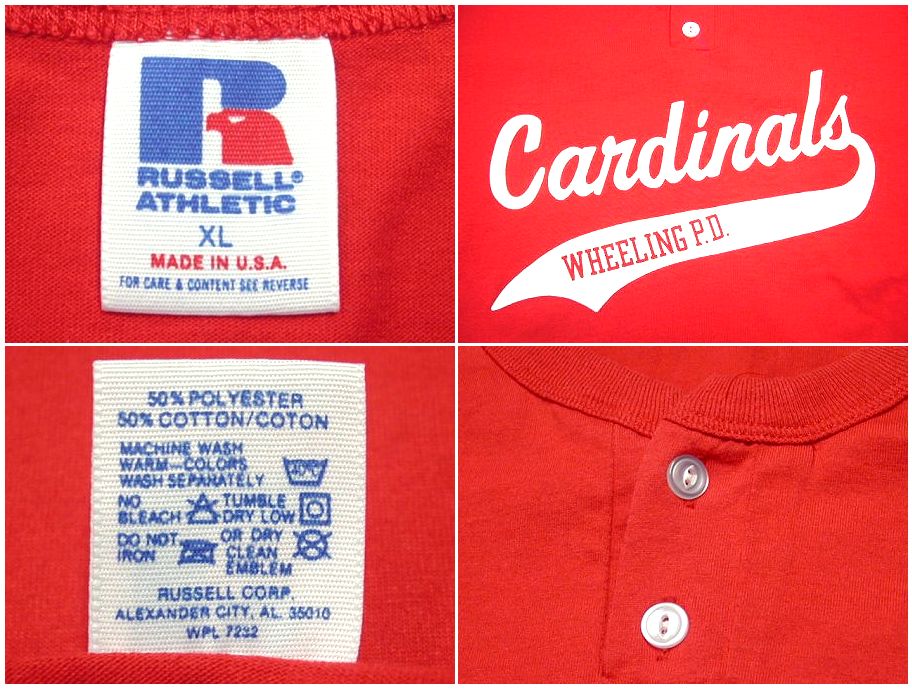 RUSSELL®
ATHLETIC
XL
MADE IN U.S.A.
FOR CARE & CONTENT SEE REVERSE
Cardinals
WHEELING P.D.
50% POLYESTER
50% COTTON/COTON
MACHINE WASH
WARM-COLORS
WASH SEPARATELY
40°C
NO
BLEACH
TUMBLE
DRY LOW
DO NOT
IRON
OR DRY
CLEAN
EMBLEM
RUSSELL CORP.
ALEXANDER CITY, AL. 35010
WPL 7232